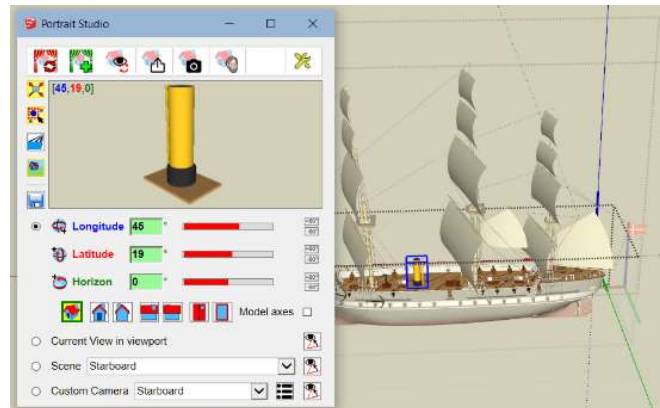 Portrait Studio
[45,19,0]
Longitude 45 °
Latitude 19 °
Horizon 0 °
Model axes
Current View in viewport
Scene Starboard
Custom Camera Starboard